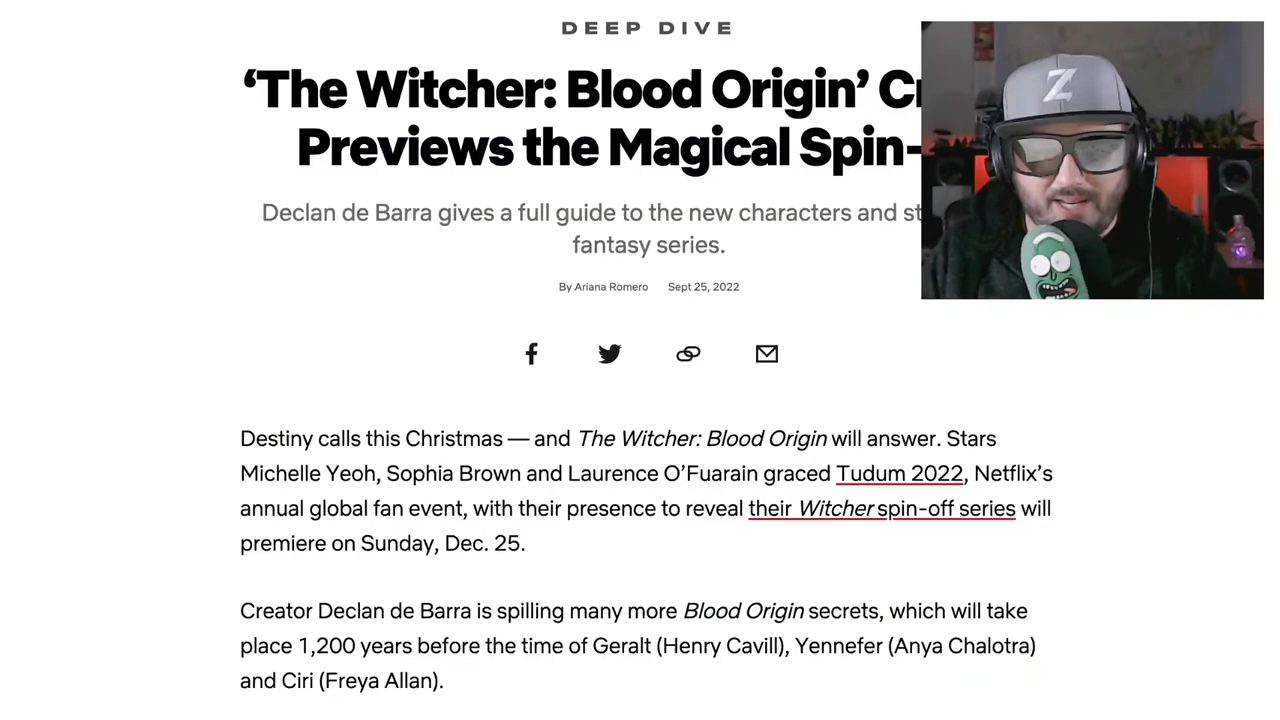 DEEP DIVE
‘The Witcher: Blood Origin’
Previews the Magical Spin-
Declan de Barra gives a full guide to the new characters and
fantasy series.
By Ariana Romero Sept 25, 2022
Z
Destiny calls this Christmas — and The Witcher: Blood Origin will answer. Stars
Michelle Yeoh, Sophia Brown and Laurence O’Fuarain graced Tudum 2022, Netflix’s
annual global fan event, with their presence to reveal their Witcher spin-off series will
premiere on Sunday, Dec. 25.
Creator Declan de Barra is spilling many more Blood Origin secrets, which will take
place 1,200 years before the time of Geralt (Henry Cavill), Yennefer (Anya Chalotra)
and Ciri (Freya Allan).